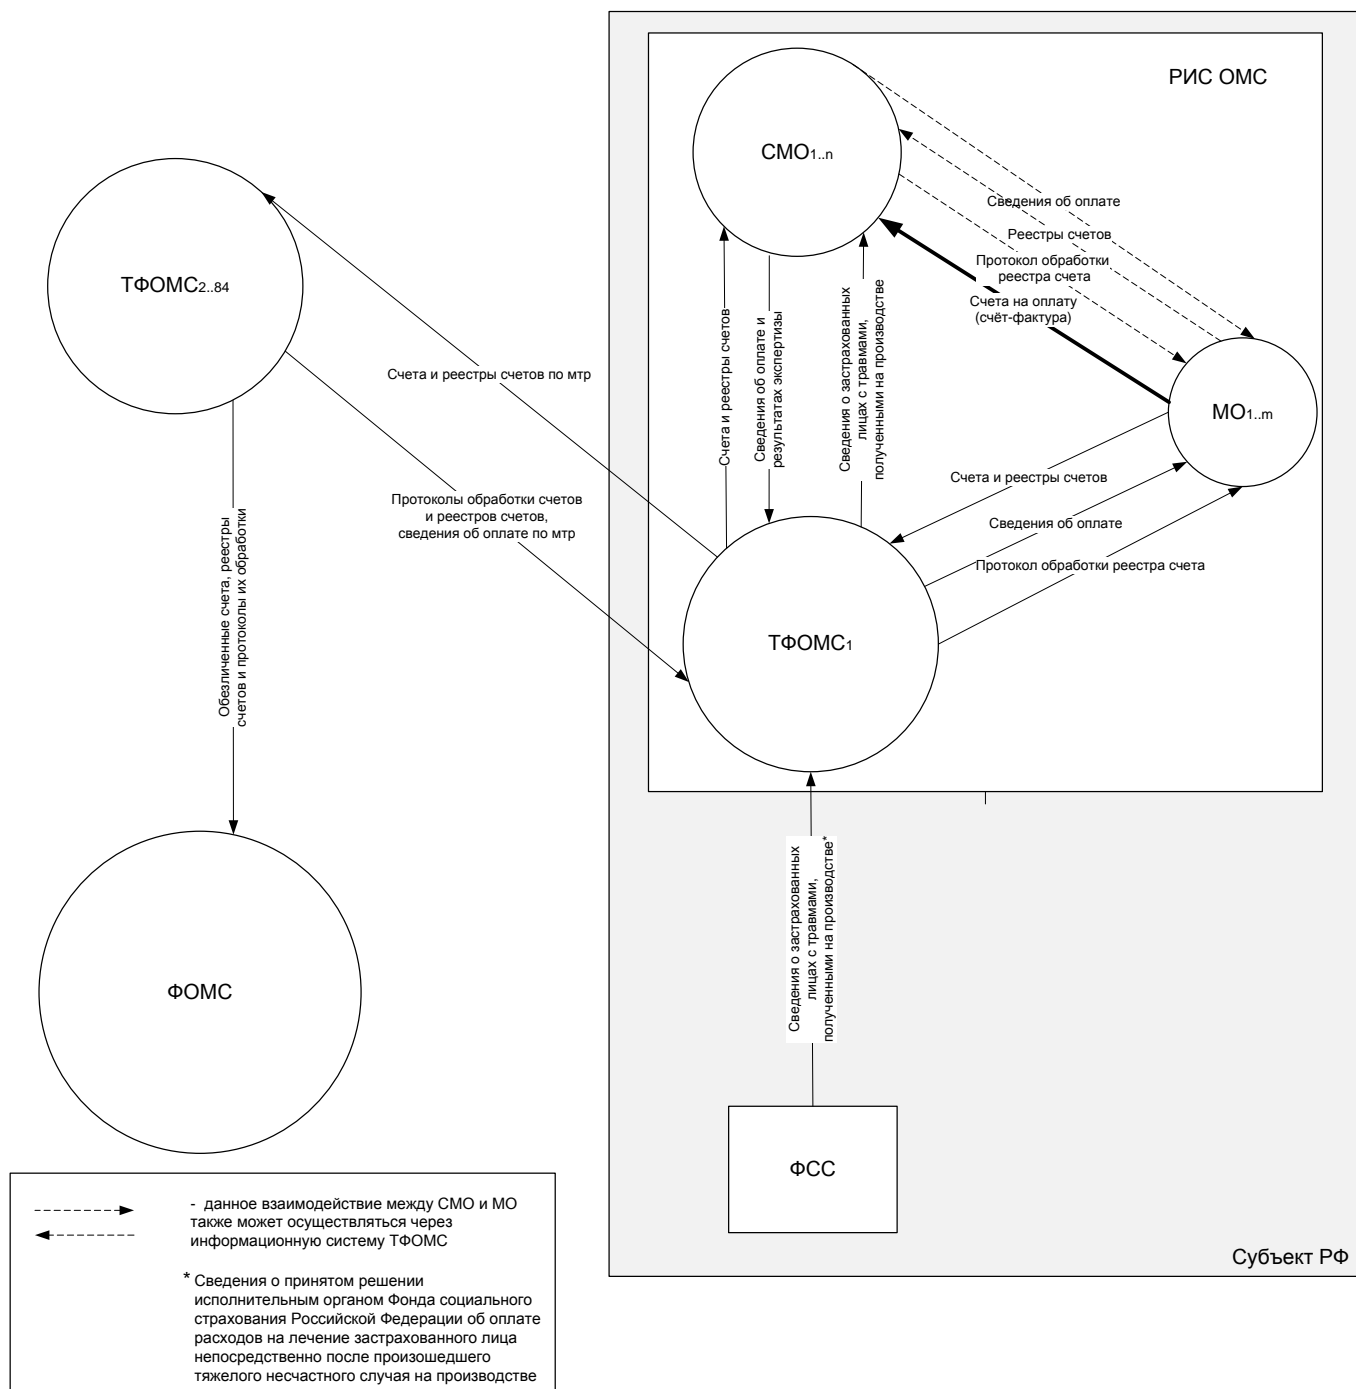 РИС ОМС
СМО1..n
Сведения об оплате
Реестры счетов
Протокол обработки
реестра счета
Счета на оплату
(счёт-фактура)
ТФОМС2..84
МО1..m
Счета и реестры счетов по мтр
Счета и реестры счетов
Сведения об оплате и
результатах экспертизы
Сведения о застрахованных
лицах с травмами,
полученными на производстве
Протоколы обработки счетов
и реестров счетов,
сведения об оплате по мтр
Счета и реестры счетов
Сведения об оплате
Протокол обработки реестра счета
Обезличенные счета, реестры
счетов и протоколы их обработки
ТФОМС1
Сведения о застрахованных
лицах с травмами,
полученными на производстве*
ФОМС
ФСС
Субъект РФ
- данное взаимодействие между СМО и МО
также может осуществляться через
информационную систему ТФОМС
* Сведения о принятом решении
исполнительным органом Фонда социального
страхования Российской Федерации об оплате
расходов на лечение застрахованного лица
непосредственно после произошедшего
тяжелого несчастного случая на производстве